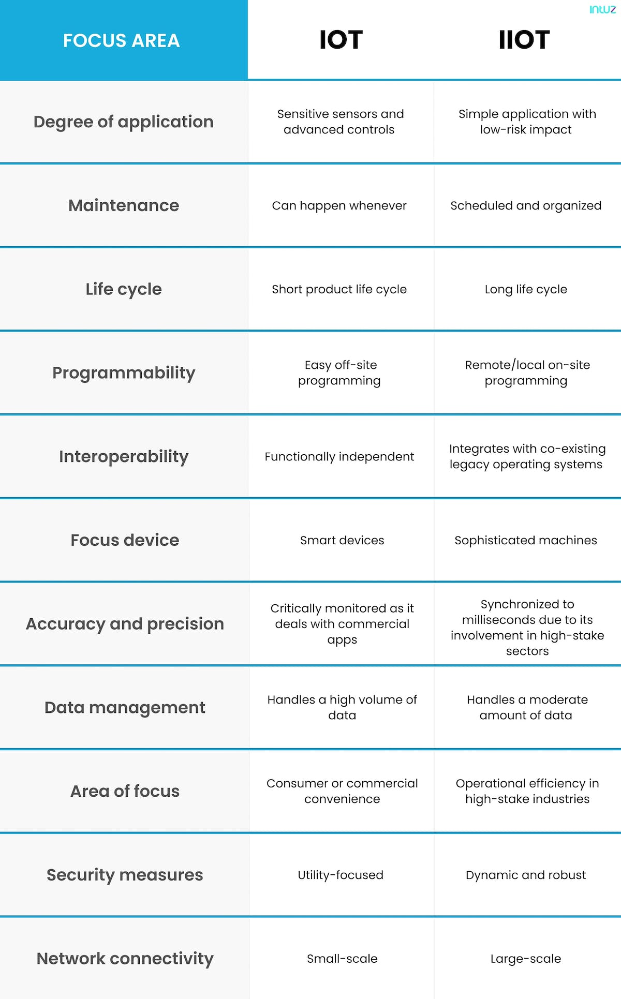 INTUZ
FOCUS AREA
IOT
IIOT
Degree of application
Sensitive sensors and
advanced controls
Simple application with
low-risk impact
Maintenance
Can happen whenever
Scheduled and organized
Life cycle
Short product life cycle
Long life cycle
Programmability
Easy off-site
programming
Remote/local on-site
programming
Interoperability
Functionally independent
Integrates with co-existing
legacy operating systems
Focus device
Smart devices
Sophisticated machines
Accuracy and precision
Critically monitored as it
deals with commercial
apps
Synchronized to
milliseconds due to its
involvement in high-stake
sectors
Data management
Handles a high volume of
data
Handles a moderate
amount of data
Area of focus
Consumer or commercial
convenience
Operational efficiency in
high-stake industries
Security measures
Utility-focused
Dynamic and robust
Network connectivity
Small-scale
Large-scale